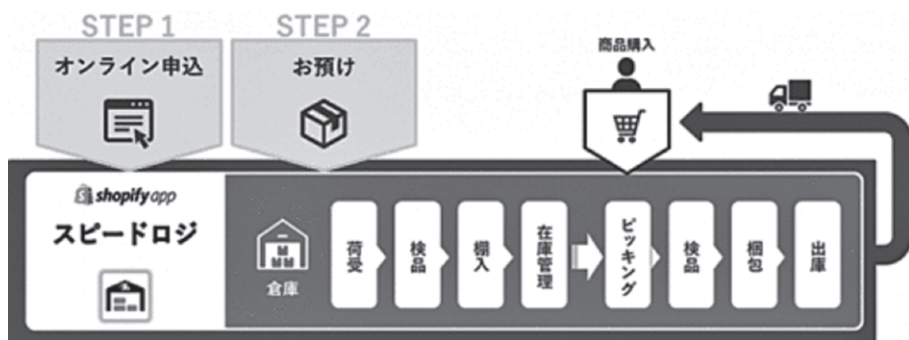 STEP 1
オンライン申込
STEP 2
お預け
商品購入
shopify app
スピードロジ
倉庫
荷受
検品
棚入
在庫管理
ピッキング
検品
梱包
出庫